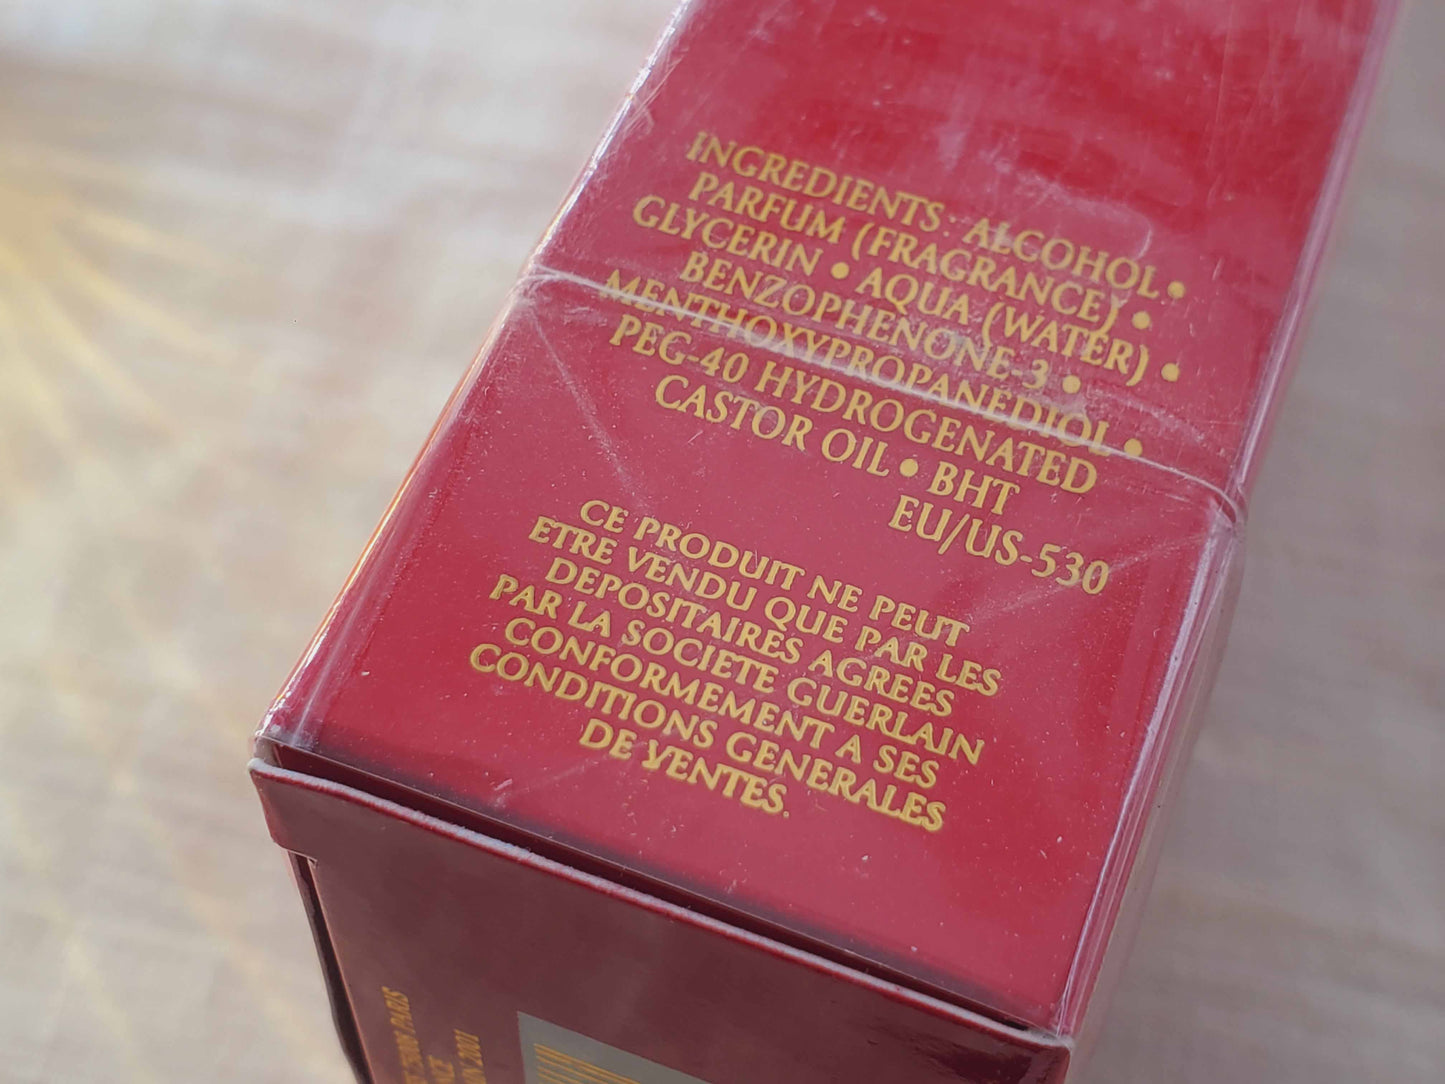 INGREDIENTS: ALCOHOL •
PARFUM (FRAGRANCE) •
GLYCERIN • AQUA (WATER) •
BENZOPHENONE-3 •
MENTHOXYPROPANEDIOL •
PEG-40 HYDROGENATED
CASTOR OIL • BHT
EU/US-530
CE PRODUIT NE PEUT
ETRE VENDU QUE PAR LES
DEPOSITAIRES AGREES
PAR LA SOCIETE GUERLAIN
CONFORMEMENT A SES
CONDITIONS GENERALES
DE VENTES.
PARIS